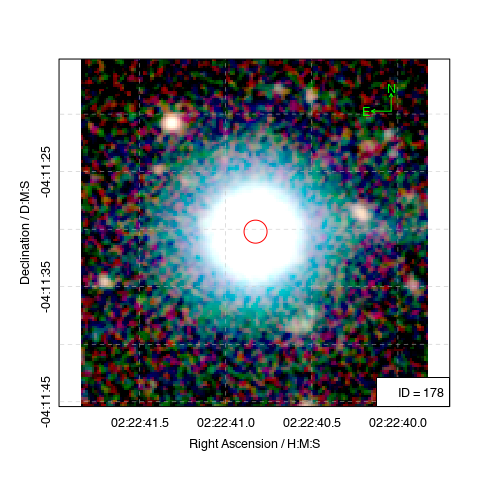 N
E
Declination / D:M:S
-04:11:25
-04:11:35
-04:11:45
ID = 178
02:22:41.5 02:22:41.0 02:22:40.5 02:22:40.0
Right Ascension / H:M:S